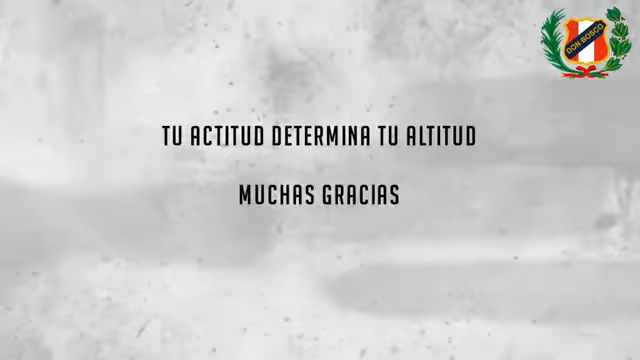 DON BOSCO
TU ACTITUD DETERMINA TU ALTITUD
MUCHAS GRACIAS